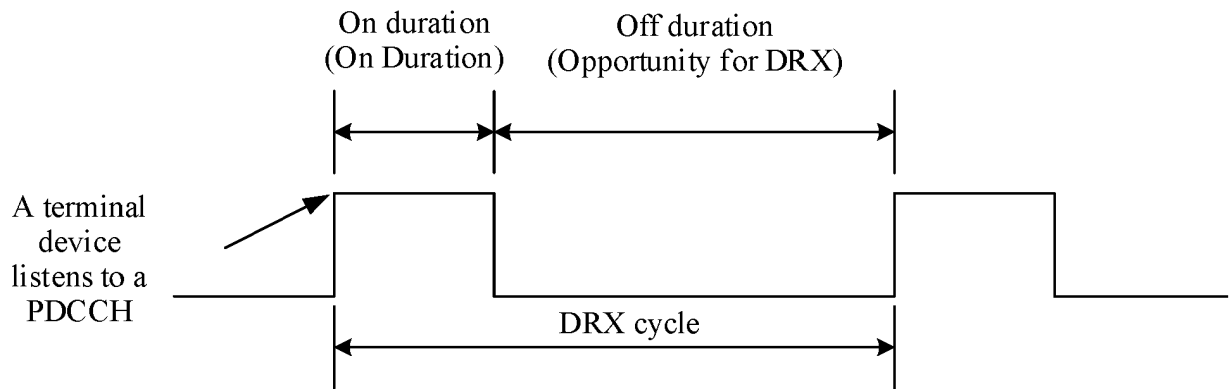 On duration
(On Duration)
Off duration
(Opportunity for DRX)
A terminal
device
listens to a
PDCCH
DRX cycle